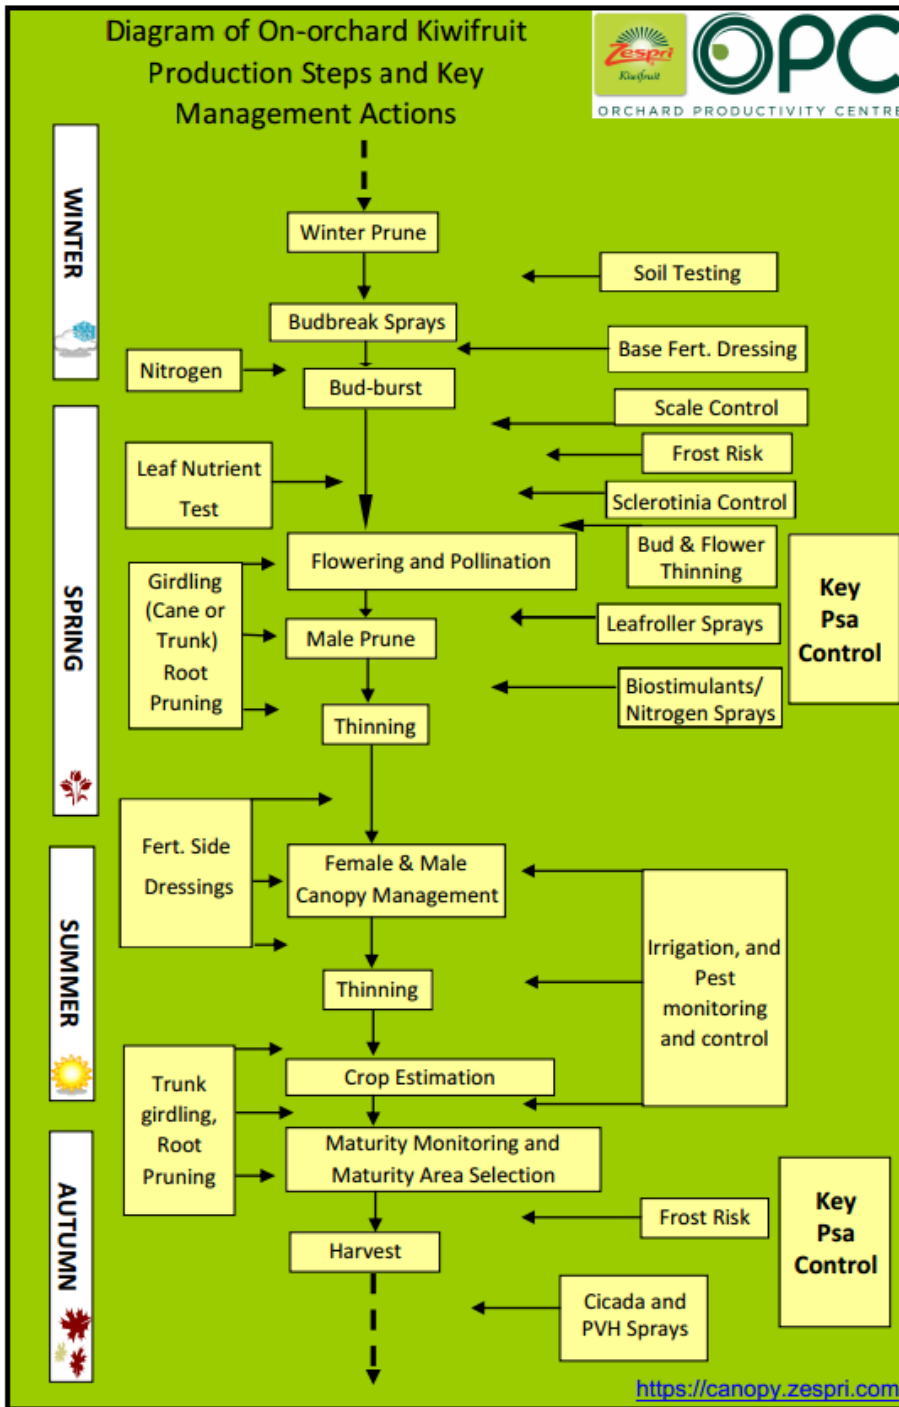 Diagram of On-orchard Kiwifruit
Production Steps and Key
Management Actions
Zespri
Kiwifruit
OPC
ORCHARD PRODUCTIVITY CENTRE
WINTER
Winter Prune
Soil Testing
Budbreak Sprays
Base Fert. Dressing
Nitrogen
Bud-burst
Scale Control
Frost Risk
Leaf Nutrient
Test
Sclerotinia Control
SPRING
Flowering and Pollination
Bud & Flower
Thinning
Key
Psa
Control
Girdling
(Cane or
Trunk)
Root
Pruning
Male Prune
Leafroller Sprays
Biostimulants/
Nitrogen Sprays
Thinning
Fert. Side
Dressings
Female & Male
Canopy Management
SUMMER
Irrigation, and
Pest
monitoring
and control
Thinning
Crop Estimation
Trunk
girdling,
Root
Pruning
Maturity Monitoring and
Maturity Area Selection
AUTUMN
Frost Risk
Key
Psa
Control
Harvest
Cicada and
PVH Sprays
https://canopy.zespri.com